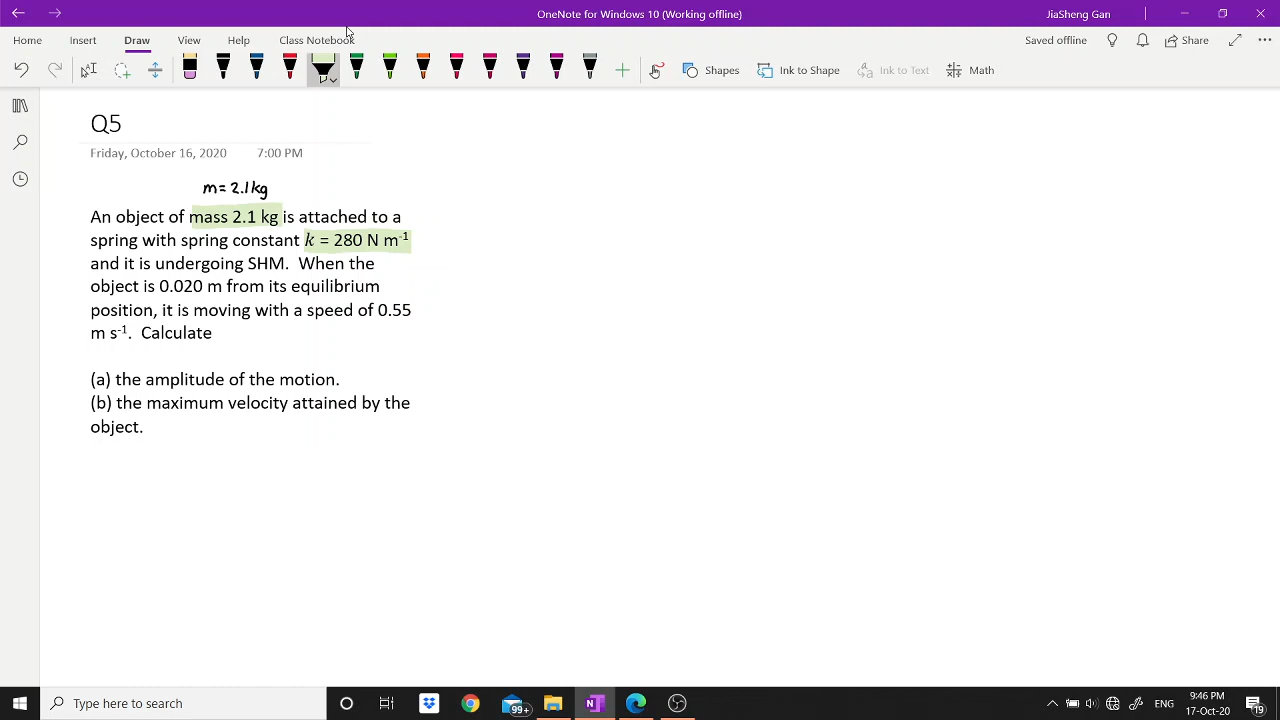 OneNote for Windows 10 (Working offline)
JiaSheng Gan
Home Insert Draw View Help Class Notebook
Saved offline
Share
Shapes
Ink to Shape
Ink to Text
Math
Q5
Friday, October 16, 2020 7:00 PM
m = 2.1kg
An object of mass 2.1 kg is attached to a
spring with spring constant k = 280 N m⁻¹
and it is undergoing SHM. When the
object is 0.020 m from its equilibrium
position, it is moving with a speed of 0.55
m s⁻¹. Calculate
(a) the amplitude of the motion.
(b) the maximum velocity attained by the
object.
Type here to search
99+
ENG
9:46 PM
17-Oct-20
19